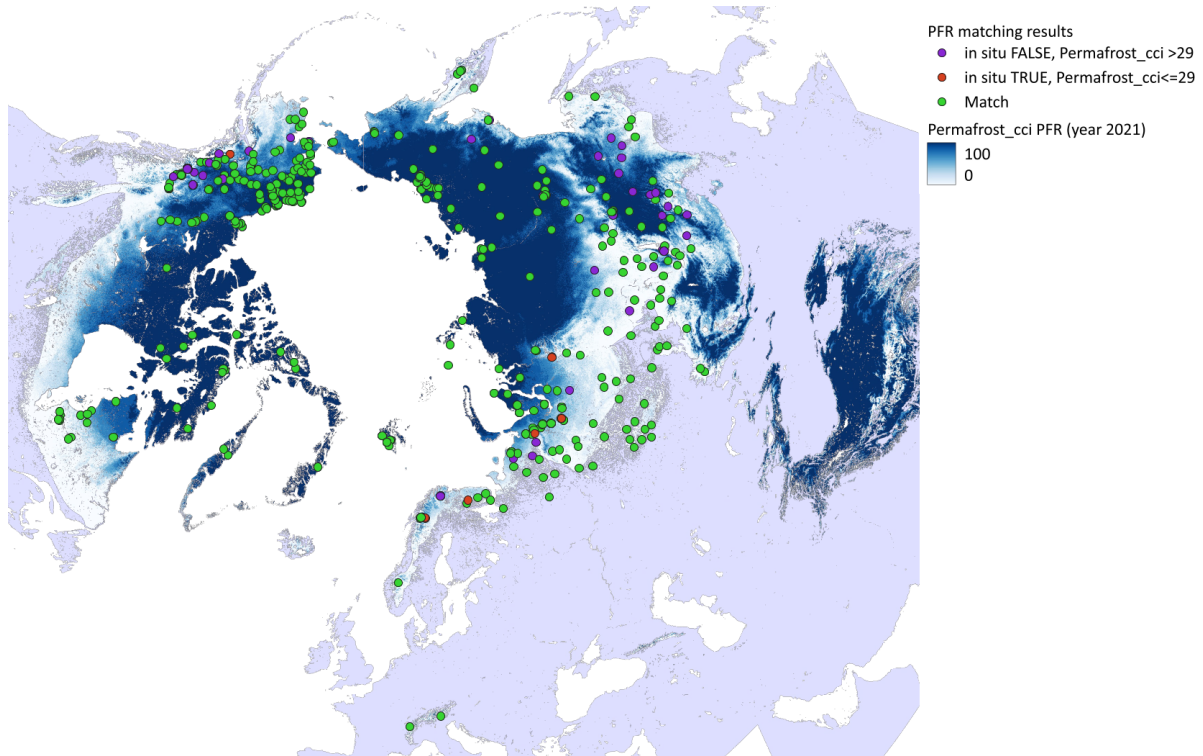 PFR matching results
in situ FALSE, Permafrost_cci >29
in situ TRUE, Permafrost_cci<=29
Match
Permafrost_cci PFR (year 2021)
100
0